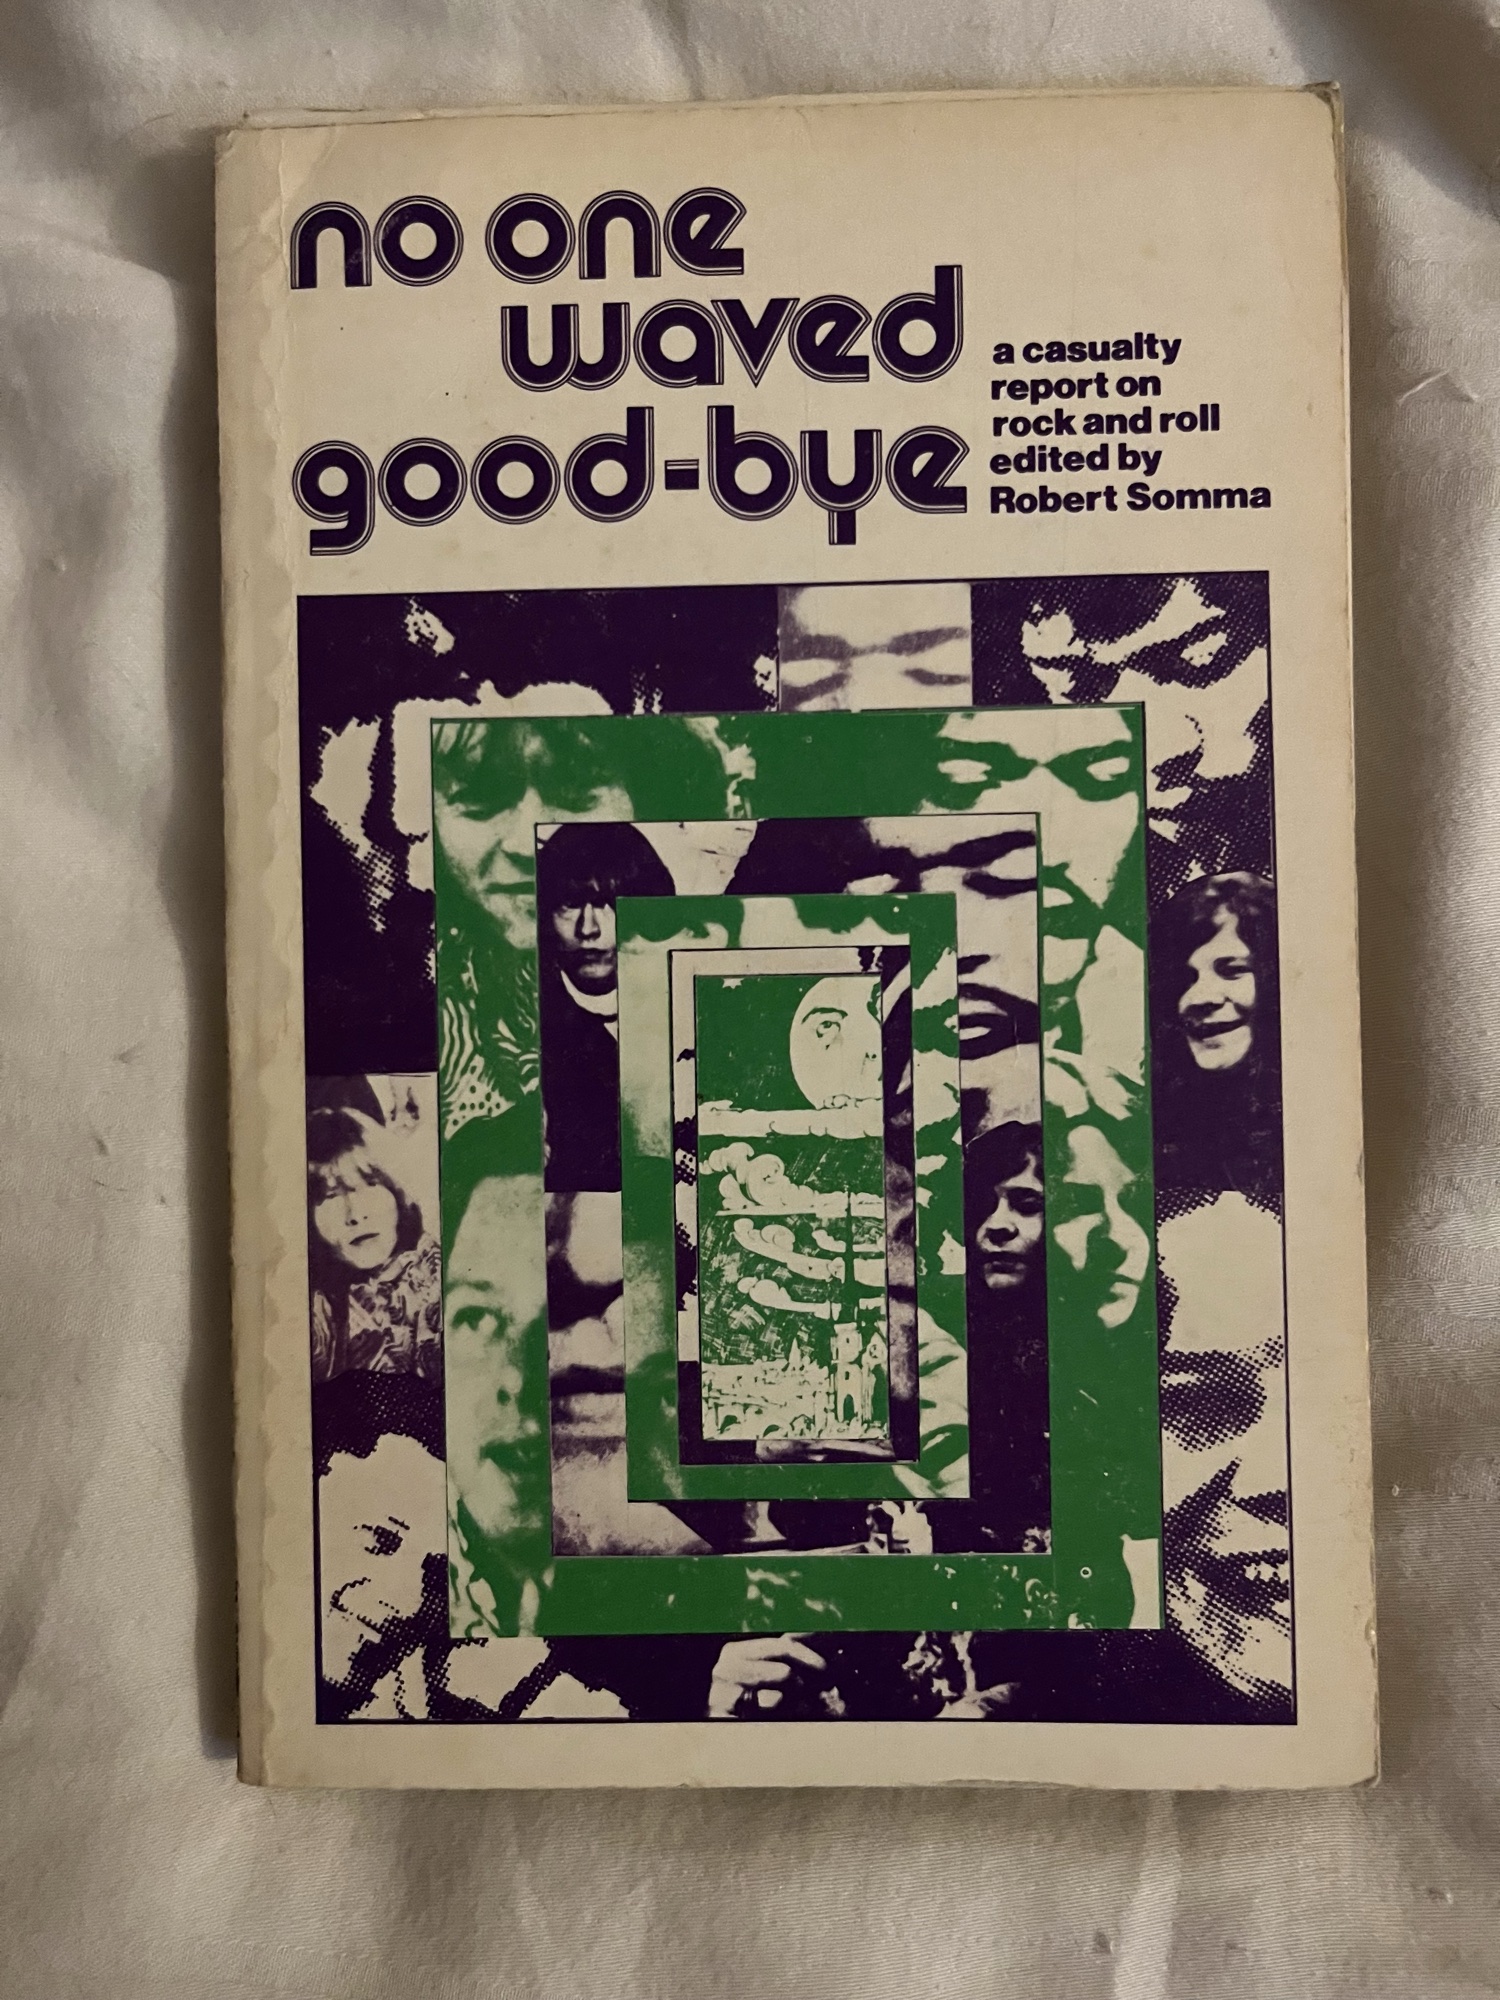 no one
waved
good-bye
a casualty
report on
rock and roll
edited by
Robert Somma